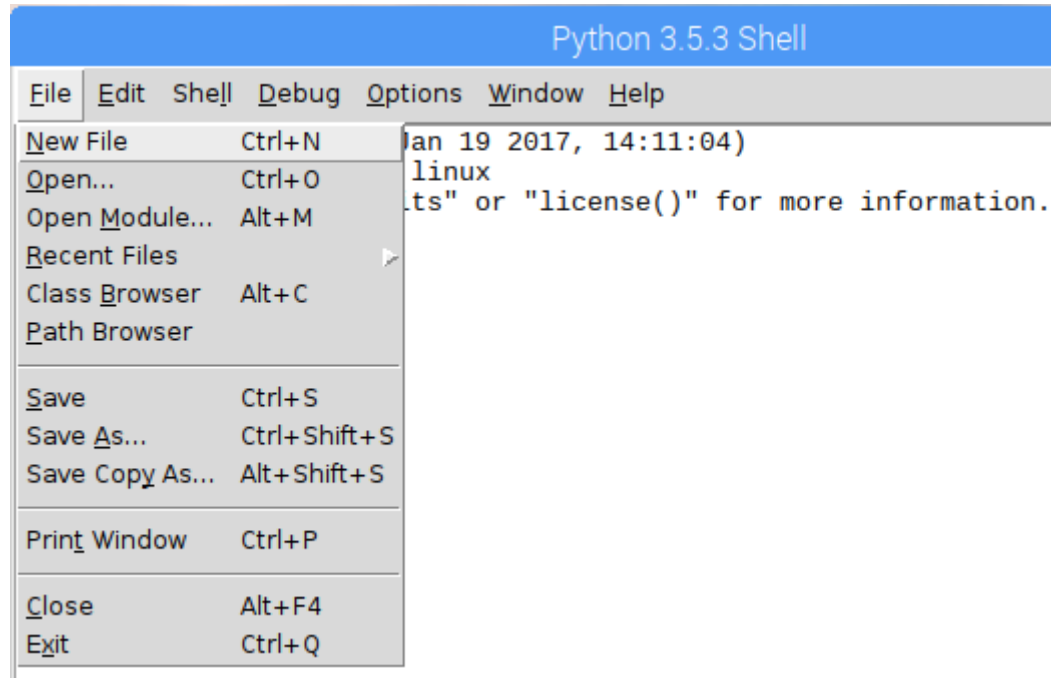 Python 3.5.3 Shell
File Edit Shell Debug Options Window Help
New File Ctrl+N
Open... Ctrl+O
Open Module... Alt+M
Recent Files
Class Browser Alt+C
Path Browser
Save Ctrl+S
Save As... Ctrl+Shift+S
Save Copy As... Alt+Shift+S
Print Window Ctrl+P
Close Alt+F4
Exit Ctrl+Q
Jan 19 2017, 14:11:04)
linux
ts" or "license()" for more information.